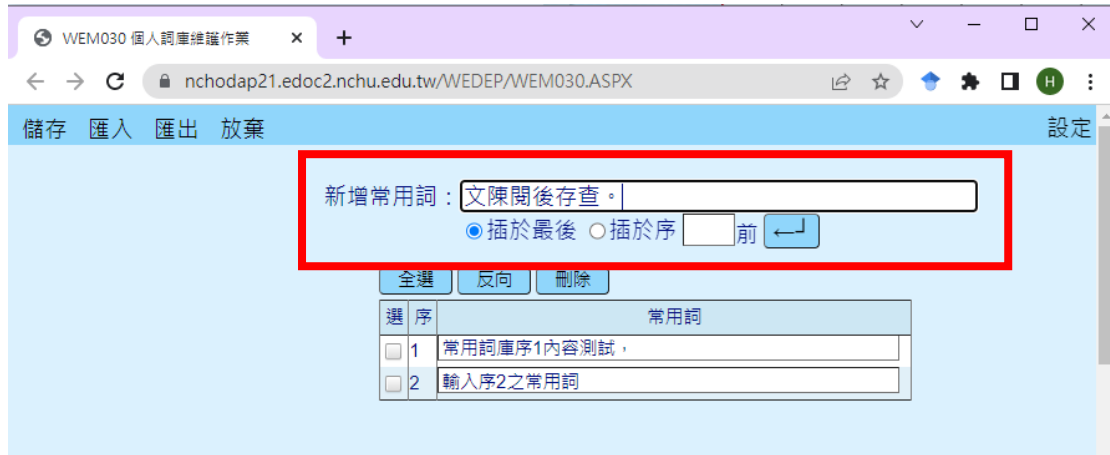 WEM030 個人詞庫維護作業
nchodap21.edoc2.nchu.edu.tw/WEDEP/WEM030.ASPX
H
儲存 匯入 匯出 放棄 設定
新增常用詞：文陳閱後存查。
插於最後 插於序 前
全選 反向 刪除
選 序 常用詞
1 常用詞庫序1內容測試，
2 輸入序2之常用詞